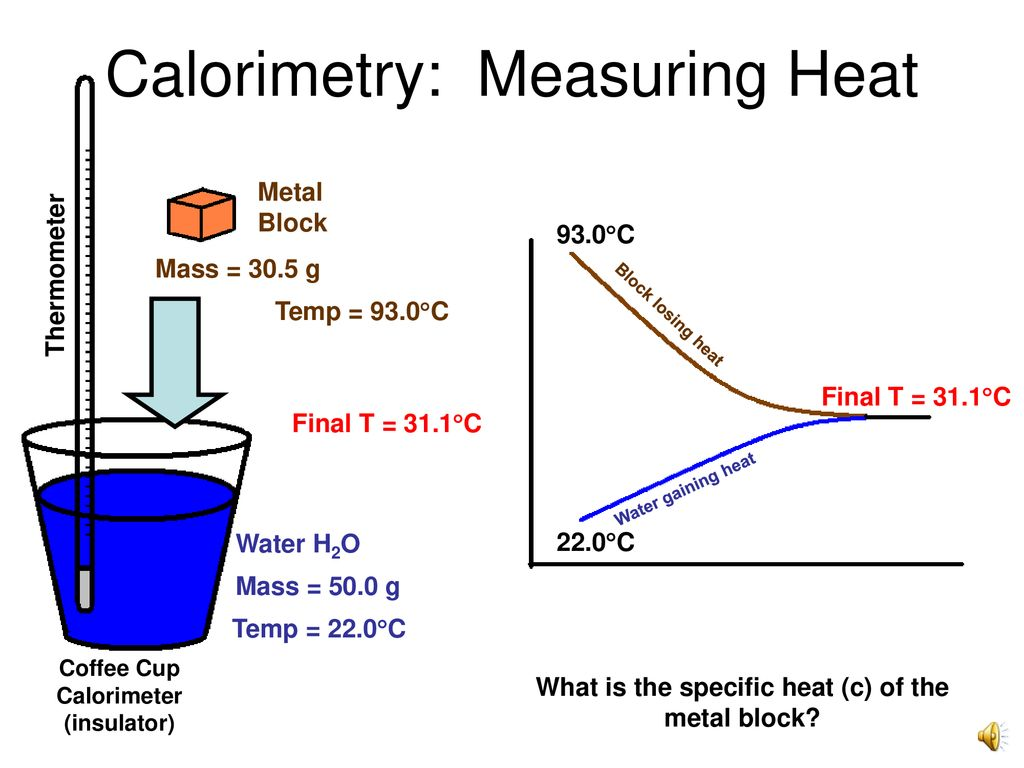 Calorimetry: Measuring Heat
Thermometer
Metal
Block
Mass = 30.5 g
Temp = 93.0°C
Final T = 31.1°C
Water H₂O
Mass = 50.0 g
Temp = 22.0°C
Coffee Cup
Calorimeter
(insulator)
93.0°C
Block losing heat
Final T = 31.1°C
Water gaining heat
22.0°C
What is the specific heat (c) of the
metal block?